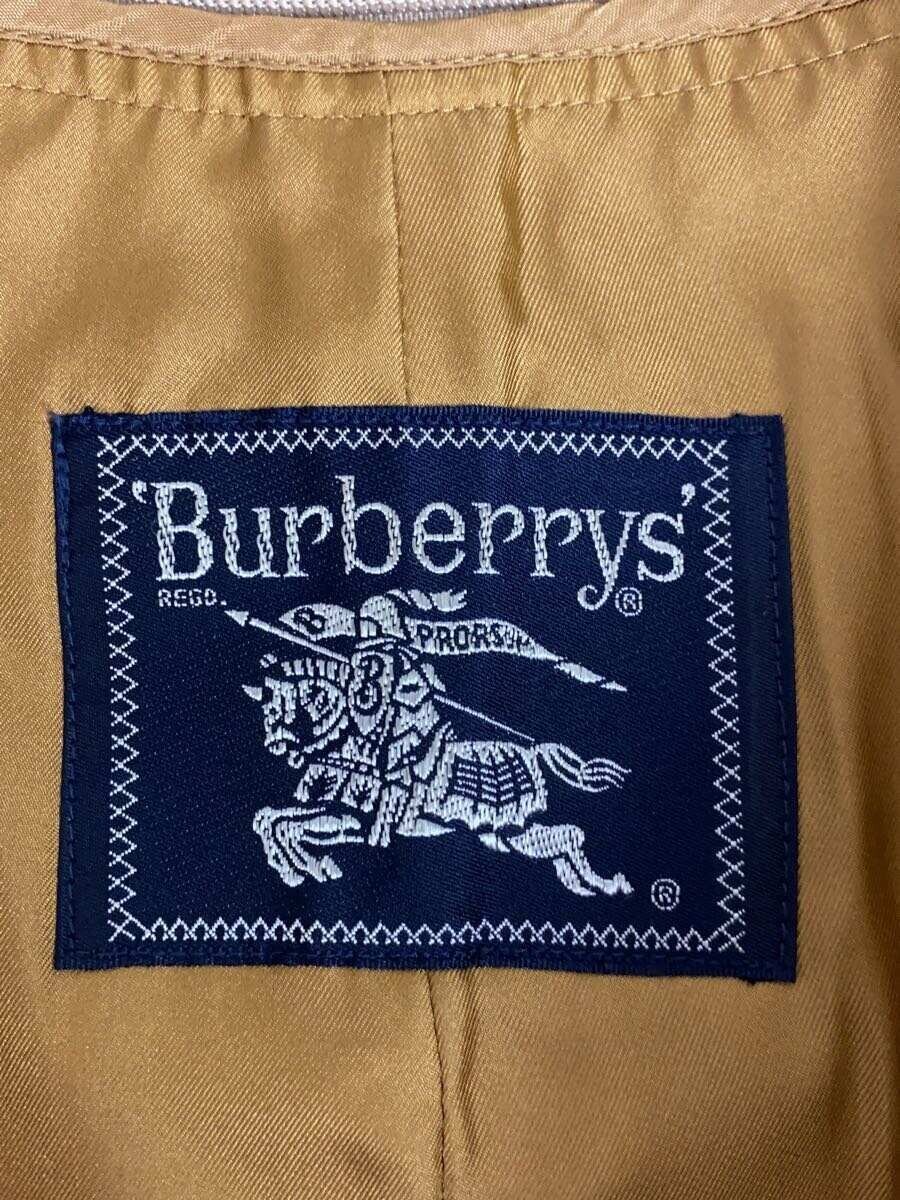 'Burberrys'
REGD. ®
B PRORSUM
B
®